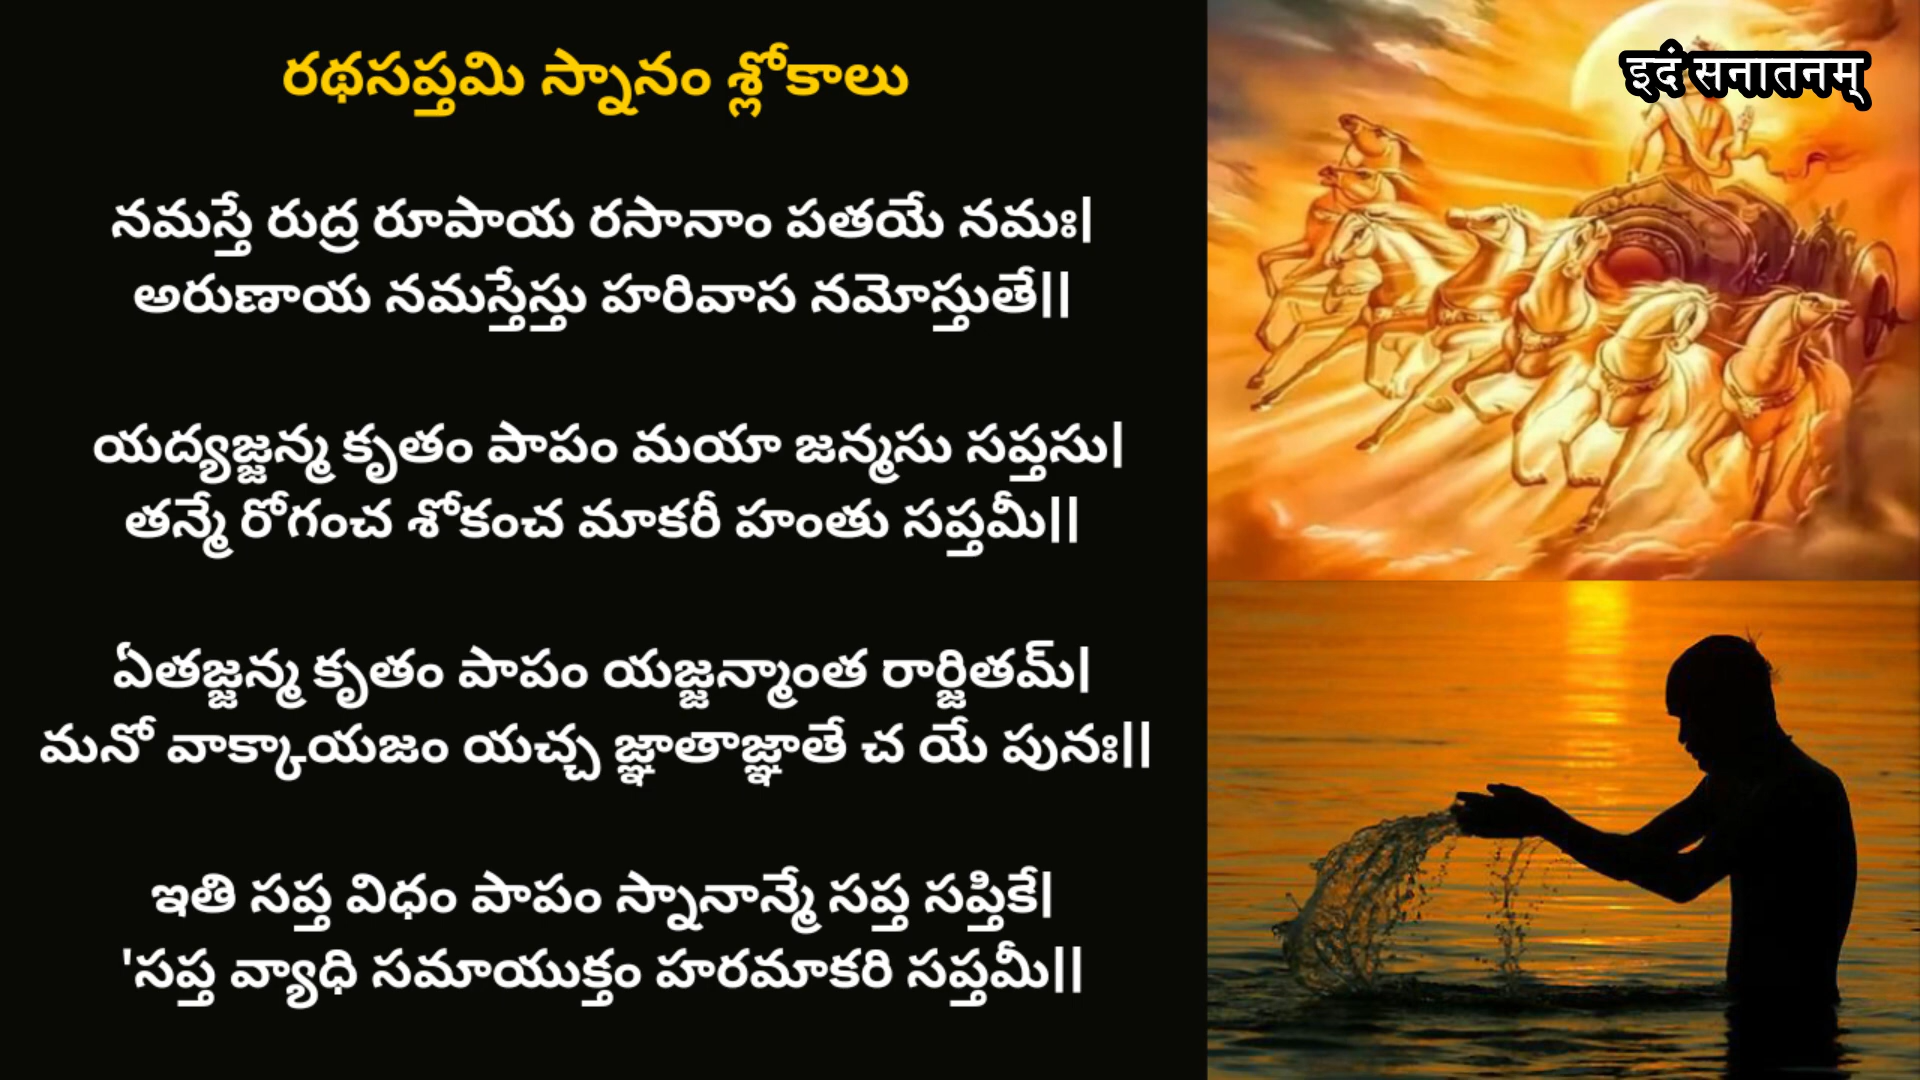 రథసప్తమి స్నానం శ్లోకాలు
इदं सनातनम्
నమస్తే రుద్ర రూపాయ రసానాం పతయే నమః|
అరుణాయ నమస్తేస్తు హరివాస నమోస్తుతే||
యద్యజ్జన్మ కృతం పాపం మయా జన్మసు సప్తసు|
తన్మే రోగంచ శోకంచ మాకరీ హంతు సప్తమీ||
ఏతజ్జన్మ కృతం పాపం యజ్జన్మాంత రార్జితమ్|
మనో వాక్కాయజం యచ్చ జ్ఞాతాజ్ఞాతే చ యే పునః||
ఇతి సప్త విధం పాపం స్నానాన్మే సప్త సప్తికే|
'సప్త వ్యాధి సమాయుక్తం హరమాకరి సప్తమీ||